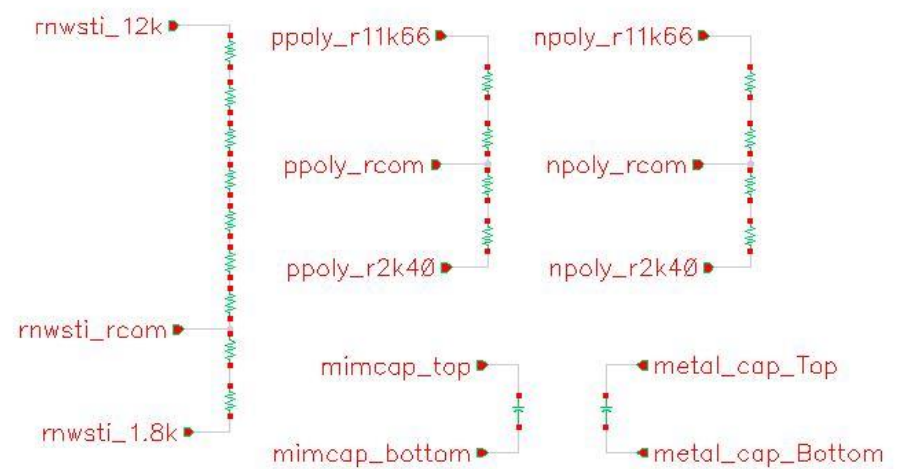 rnwsti_12k
ppoly_r11k66
npoly_r11k66
ppoly_rcom
npoly_rcom
ppoly_r2k40
npoly_r2k40
rnwsti_rcom
mimcap_top
metal_cap_Top
rnwsti_1.8k
mimcap_bottom
metal_cap_Bottom